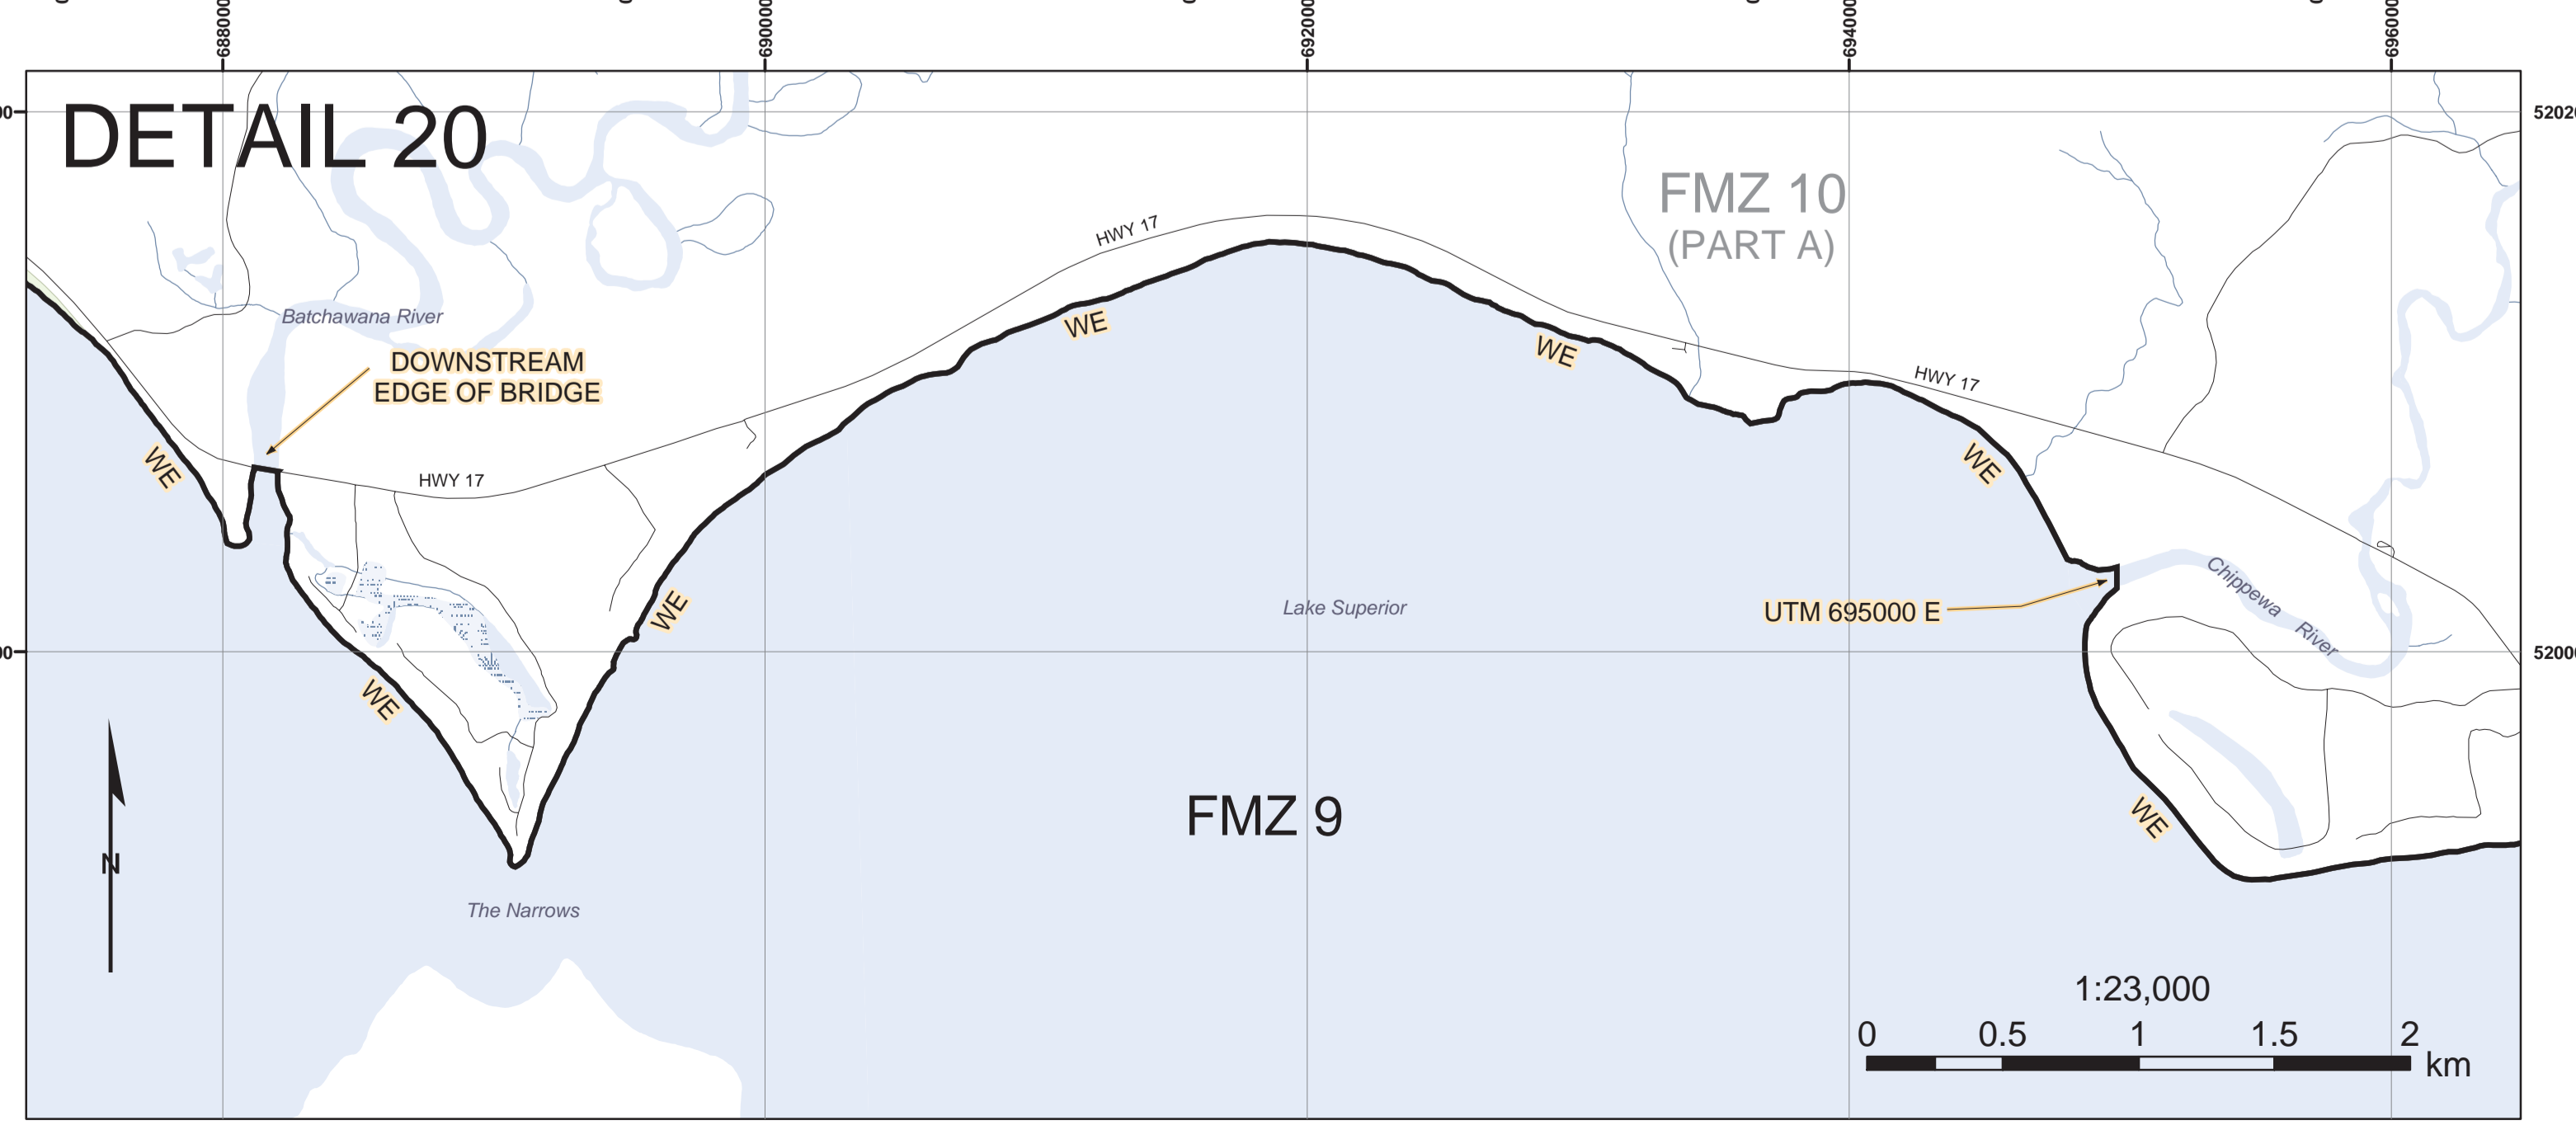 688000
690000
692000
694000
696000
DETAIL 20
52020
FMZ 10
(PART A)
HWY 17
Batchawana River
WE
WE
DOWNSTREAM
EDGE OF BRIDGE
HWY 17
WE
HWY 17
WE
WE
Chippewa
River
Lake Superior
UTM 695000 E
WE
5200
WE
FMZ 9
WE
N
The Narrows
1:23,000
0 0.5 1 1.5 2
km